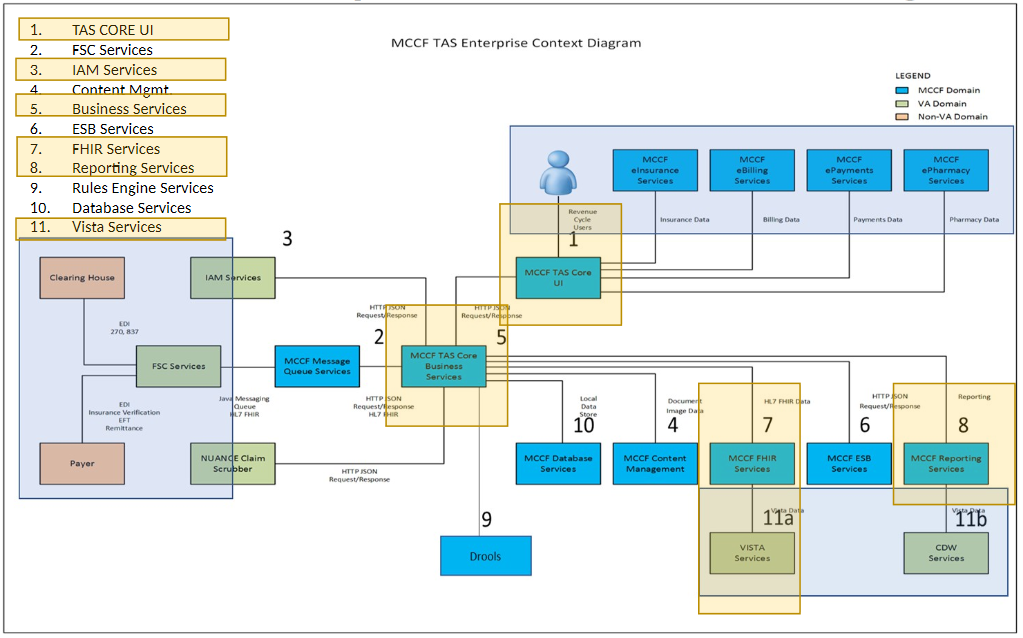 1. TAS CORE UI
2. FSC Services
3. IAM Services
4. Content Mgmt.
5. Business Services
6. ESB Services
7. FHIR Services
8. Reporting Services
9. Rules Engine Services
10. Database Services
11. Vista Services
MCCF TAS Enterprise Context Diagram
LEGEND
MCCF Domain
VA Domain
Non-VA Domain
MCCF
eInsurance
Services
MCCF
eBilling
Services
MCCF
ePayments
Services
MCCF
ePharmacy
Services
Revenue
Cycle
Users
Insurance Data
Billing Data
Payments Data
Pharmacy Data
1
MCCF TAS Core
UI
3
Clearing House
IAM Services
HTTP JSON
Request/Response
HTTP JSON
Request/Response
EDI
270, 837
2
5
FSC Services
MCCF Message
Queue Services
MCCF TAS Core
Business
Services
EDI
Insurance Verification
EFT
Remittance
Java Messaging
Queue
HL7 FHIR
HTTP JSON
Request/Response
HL7 FHIR
Local
Data
Store
Document
Image Data
HL7 FHIR Data
HTTP JSON
Request/Response
Reporting
10
4
7
6
8
Payer
NUANCE Claim
Scrubber
HTTP JSON
Request/Response
MCCF Database
Services
MCCF Content
Management
MCCF FHIR
Services
MCCF ESB
Services
MCCF Reporting
Services
9
Vista Data
11a
Vista Data
11b
Drools
VISTA
Services
CDW
Services